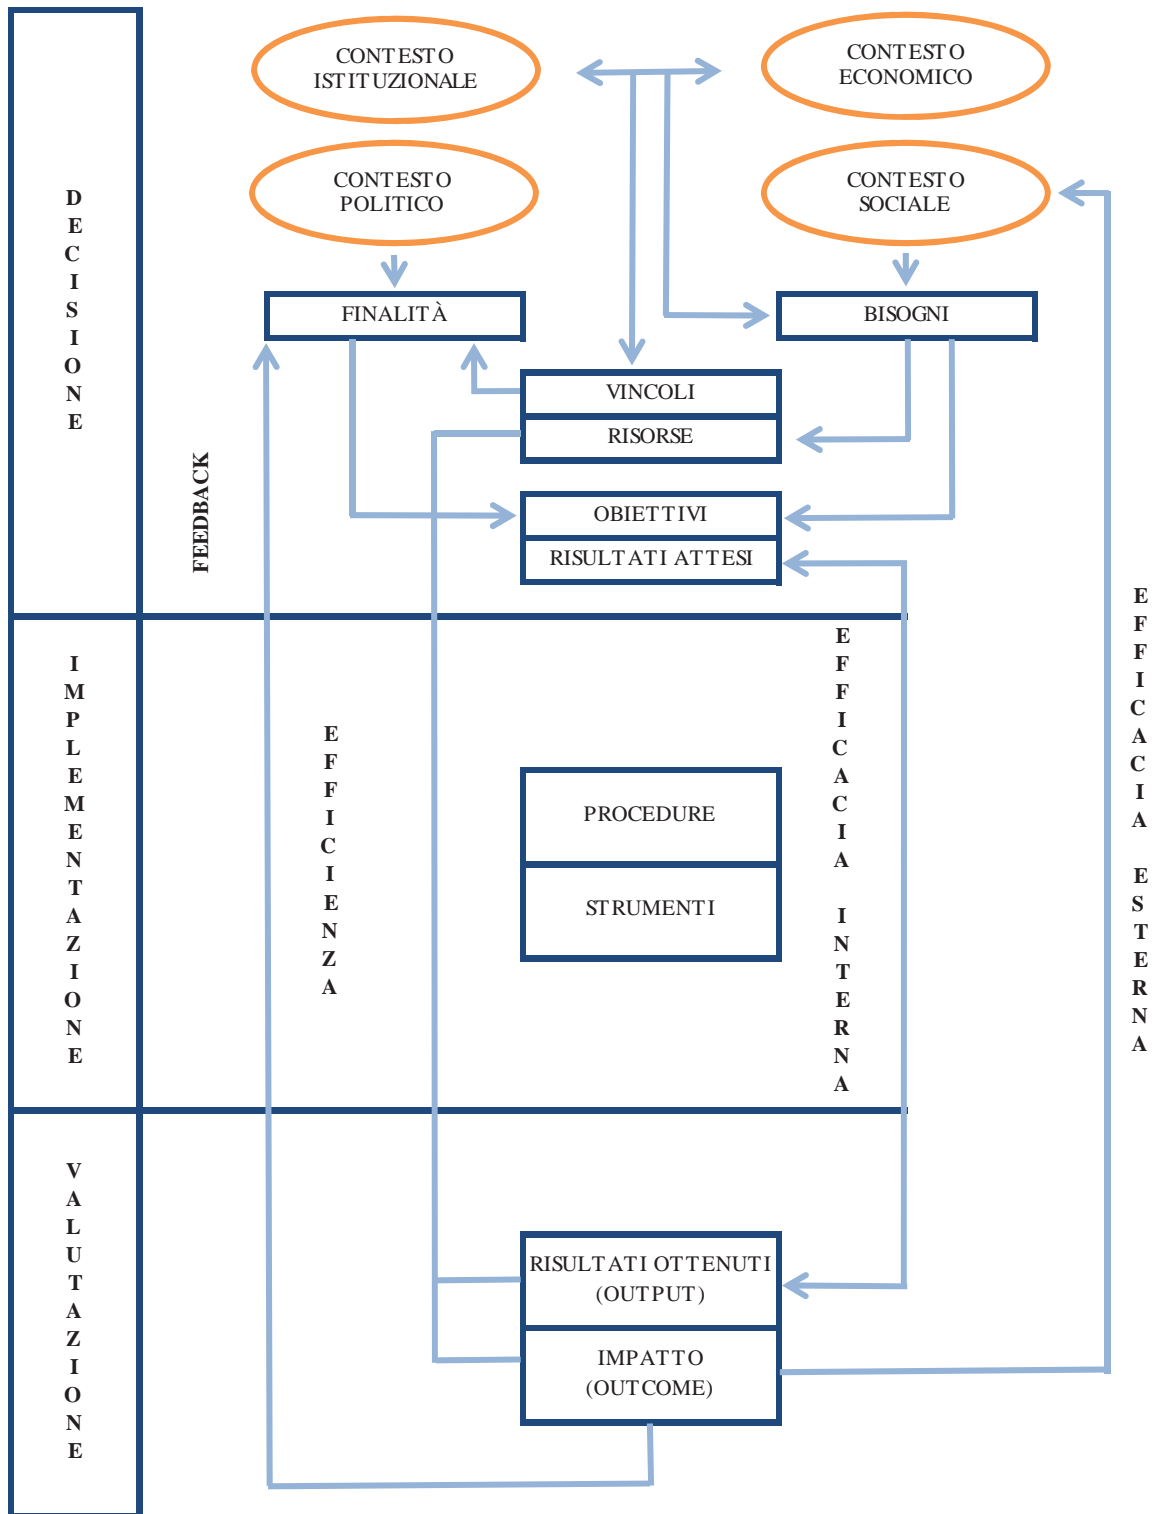 CONTESTO
ISTITUZIONALE
CONTESTO
ECONOMICO
CONTESTO
POLITICO
CONTESTO
SOCIALE
DECISIONE
FINALITÀ
BISOGNI
VINCOLI
RISORSE
FEEDBACK
OBIETTIVI
RISULTATI ATTESI
IMPLEMENTAZIONE
EFFICIENZA
PROCEDURE
STRUMENTI
EFFICACIA INTERNA
EFFICACIA ESTERNA
VALUTAZIONE
RISULTATI OTTENUTI
(OUTPUT)
IMPATTO
(OUTCOME)